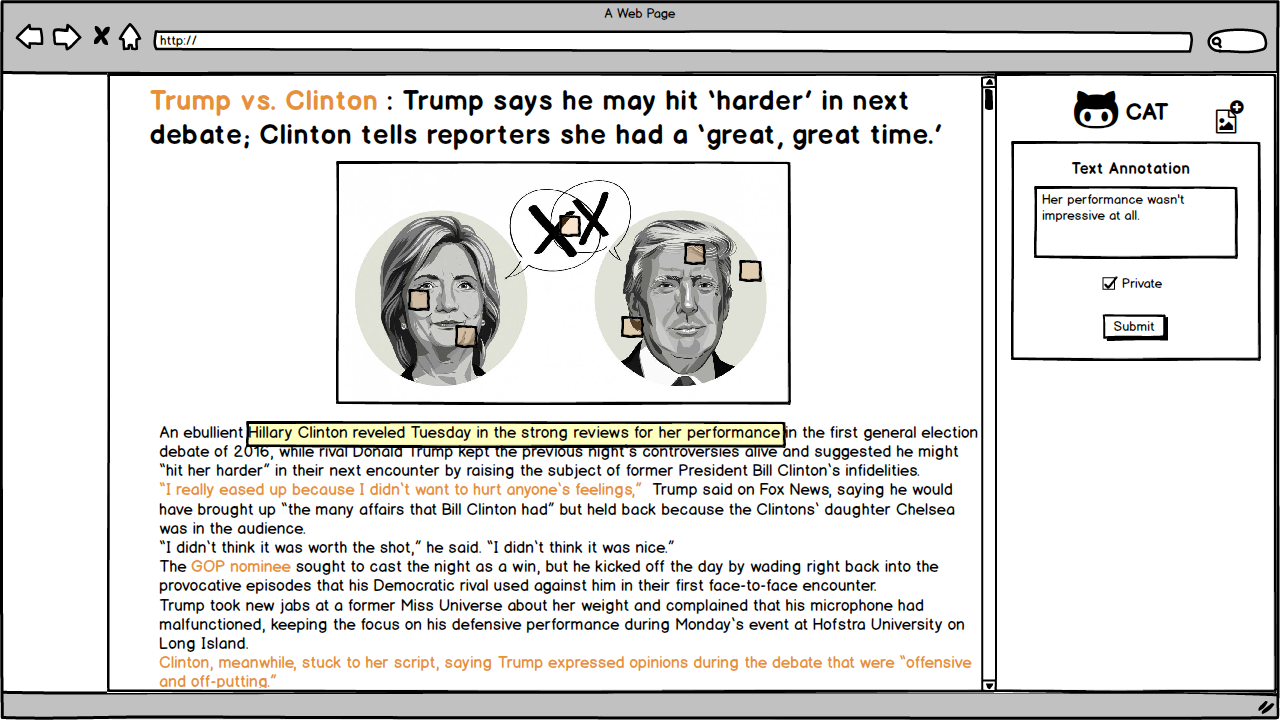 A Web Page
http://
Trump vs. Clinton : Trump says he may hit ‘harder’ in next
debate; Clinton tells reporters she had a ‘great, great time.’
An ebullient Hillary Clinton reveled Tuesday in the strong reviews for her performance in the first general election
debate of 2016, while rival Donald Trump kept the previous night`s controversies alive and suggested he might
“hit her harder” in their next encounter by raising the subject of former President Bill Clinton`s infidelities.
“I really eased up because I didn`t want to hurt anyone`s feelings,” Trump said on Fox News, saying he would
have brought up “the many affairs that Bill Clinton had” but held back because the Clintons` daughter Chelsea
was in the audience.
“I didn`t think it was worth the shot,” he said. “I didn`t think it was nice.”
The GOP nominee sought to cast the night as a win, but he kicked off the day by wading right back into the
provocative episodes that his Democratic rival used against him in their first face-to-face encounter.
Trump took new jabs at a former Miss Universe about her weight and complained that his microphone had
malfunctioned, keeping the focus on his defensive performance during Monday`s event at Hofstra University on
Long Island.
Clinton, meanwhile, stuck to her script, saying Trump expressed opinions during the debate that were “offensive
and off-putting.”
CAT
Text Annotation
Her performance wasn't
impressive at all.
Private
Submit